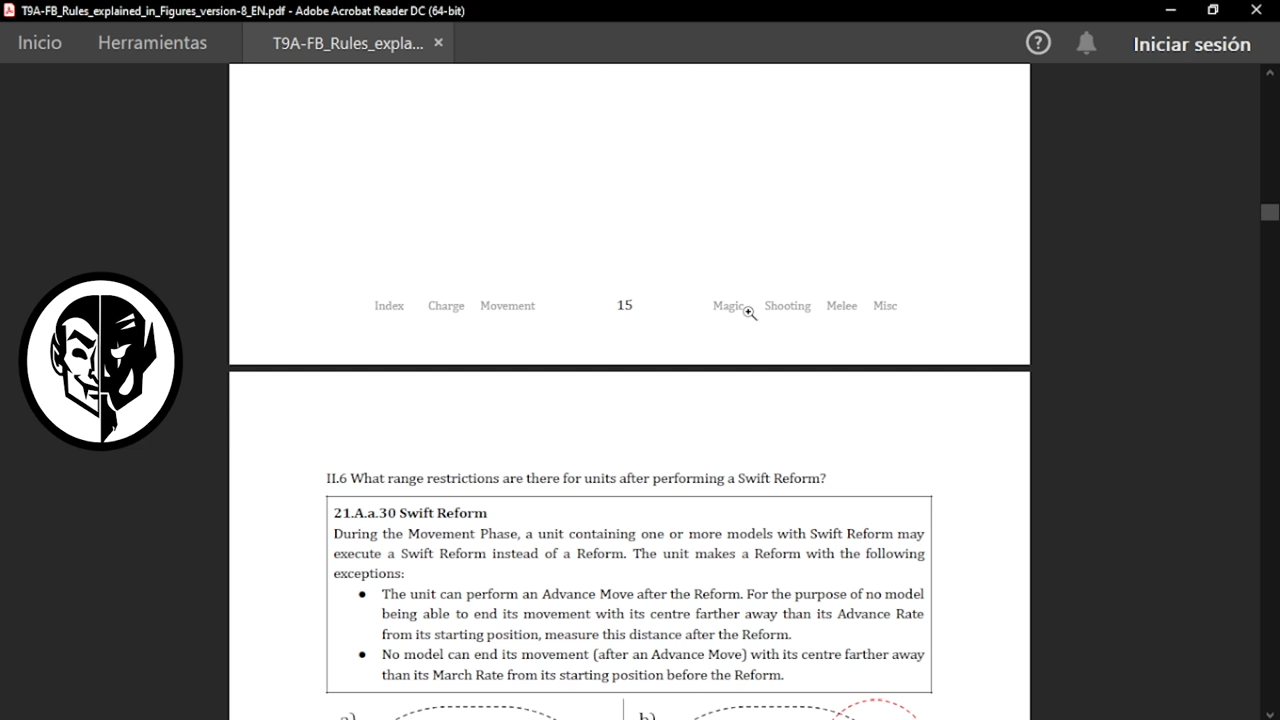 T9A-FB_Rules_explained_in_Figures_version-8_EN.pdf - Adobe Acrobat Reader DC (64-bit)
Inicio Herramientas T9A-FB_Rules_expla... Iniciar sesión
Index Charge Movement 15 Magic Shooting Melee Misc
II.6 What range restrictions are there for units after performing a Swift Reform?
21.A.a.30 Swift Reform
During the Movement Phase, a unit containing one or more models with Swift Reform may
execute a Swift Reform instead of a Reform. The unit makes a Reform with the following
exceptions:
● The unit can perform an Advance Move after the Reform. For the purpose of no model
being able to end its movement with its centre farther away than its Advance Rate
from its starting position, measure this distance after the Reform.
● No model can end its movement (after an Advance Move) with its centre farther away
than its March Rate from its starting position before the Reform.
a) b)